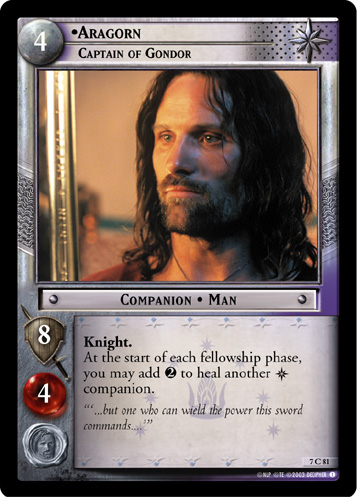 4
•Aragorn
Captain of Gondor
Companion • Man
8
4
Knight.
At the start of each fellowship phase,
you may add 2 to heal another
companion.
“‘...but one who can wield the power this sword
commands....’”
7 C 81